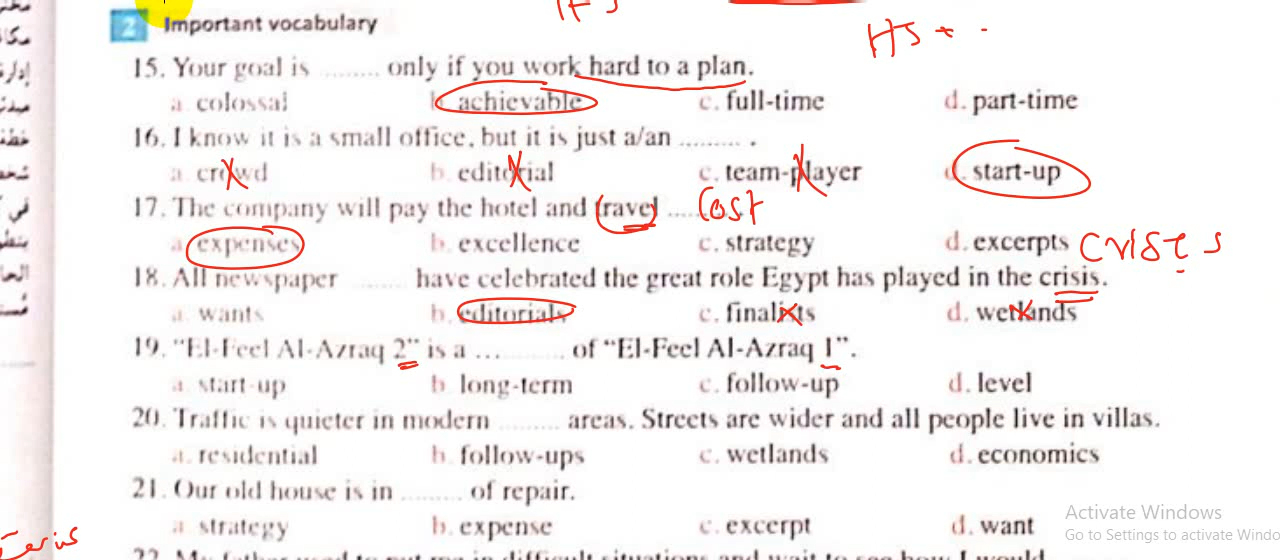 HS + .
2 Important vocabulary
15. Your goal is ......... only if you work hard to a plan.
a. colossal b. achievable c. full-time d. part-time
16. I know it is a small office, but it is just a/an ......... .
a. crowd b. editorial c. team-player d. start-up
17. The company will pay the hotel and travel ...... Cost
a. expenses b. excellence c. strategy d. excerpts crises
18. All newspaper ........ have celebrated the great role Egypt has played in the crisis.
a. wants b. editorials c. finalists d. wetlands
19. “El-Feel Al-Azraq 2” is a ... ......... of “El-Feel Al-Azraq 1”.
a. start-up b. long-term c. follow-up d. level
20. Traffic is quieter in modern ......... areas. Streets are wider and all people live in villas.
a. residential b. follow-ups c. wetlands d. economics
21. Our old house is in ......... of repair.
a. strategy b. expense c. excerpt d. want
Activate Windows
Go to Settings to activate Windows